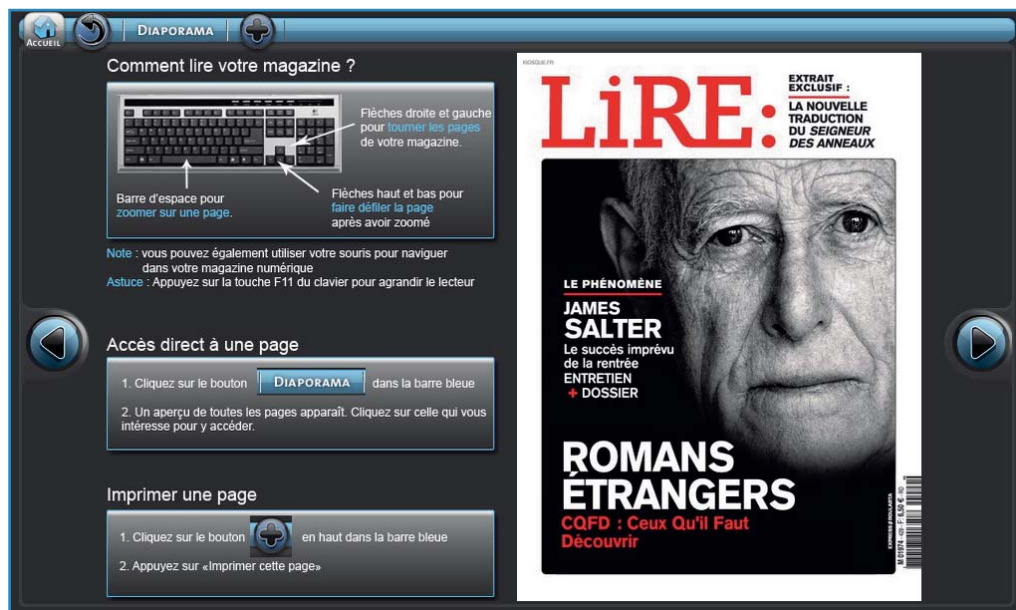 ACCUEIL
DIAPORAMA
Comment lire votre magazine ?
Flèches droite et gauche
pour tourner les pages
de votre magazine.
Barre d'espace pour
zoomer sur une page.
Flèches haut et bas pour
faire défiler la page
après avoir zoomé
Note : vous pouvez également utiliser votre souris pour naviguer
dans votre magazine numérique
Astuce : Appuyez sur la touche F11 du clavier pour agrandir le lecteur
Accès direct à une page
1. Cliquez sur le bouton DIAPORAMA dans la barre bleue
2. Un aperçu de toutes les pages apparaît. Cliquez sur celle qui vous
intéresse pour y accéder.
Imprimer une page
1. Cliquez sur le bouton en haut dans la barre bleue
2. Appuyez sur «Imprimer cette page»
KIOSQUE.FR
LiRE:
EXTRAIT
EXCLUSIF :
LA NOUVELLE
TRADUCTION
DU SEIGNEUR
DES ANNEAUX
LE PHÉNOMÈNE
JAMES
SALTER
Le succès imprévu
de la rentrée
ENTRETIEN
+ DOSSIER
ROMANS
ÉTRANGERS
CQFD : Ceux Qu'il Faut
Découvrir